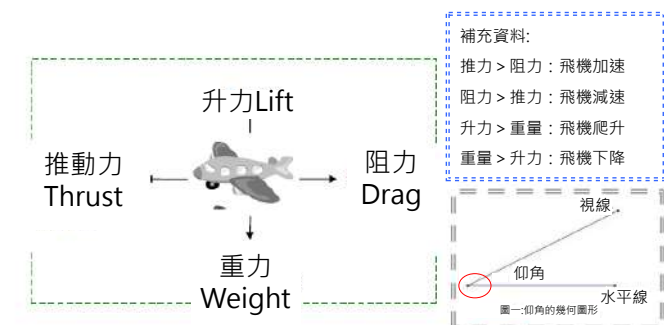 升力Lift
推動力
Thrust
阻力
Drag
重力
Weight
補充資料:
推力 > 阻力：飛機加速
阻力 > 推力：飛機減速
升力 > 重量：飛機爬升
重量 > 升力：飛機下降
視線
仰角
水平線
圖一:仰角的幾何圖形